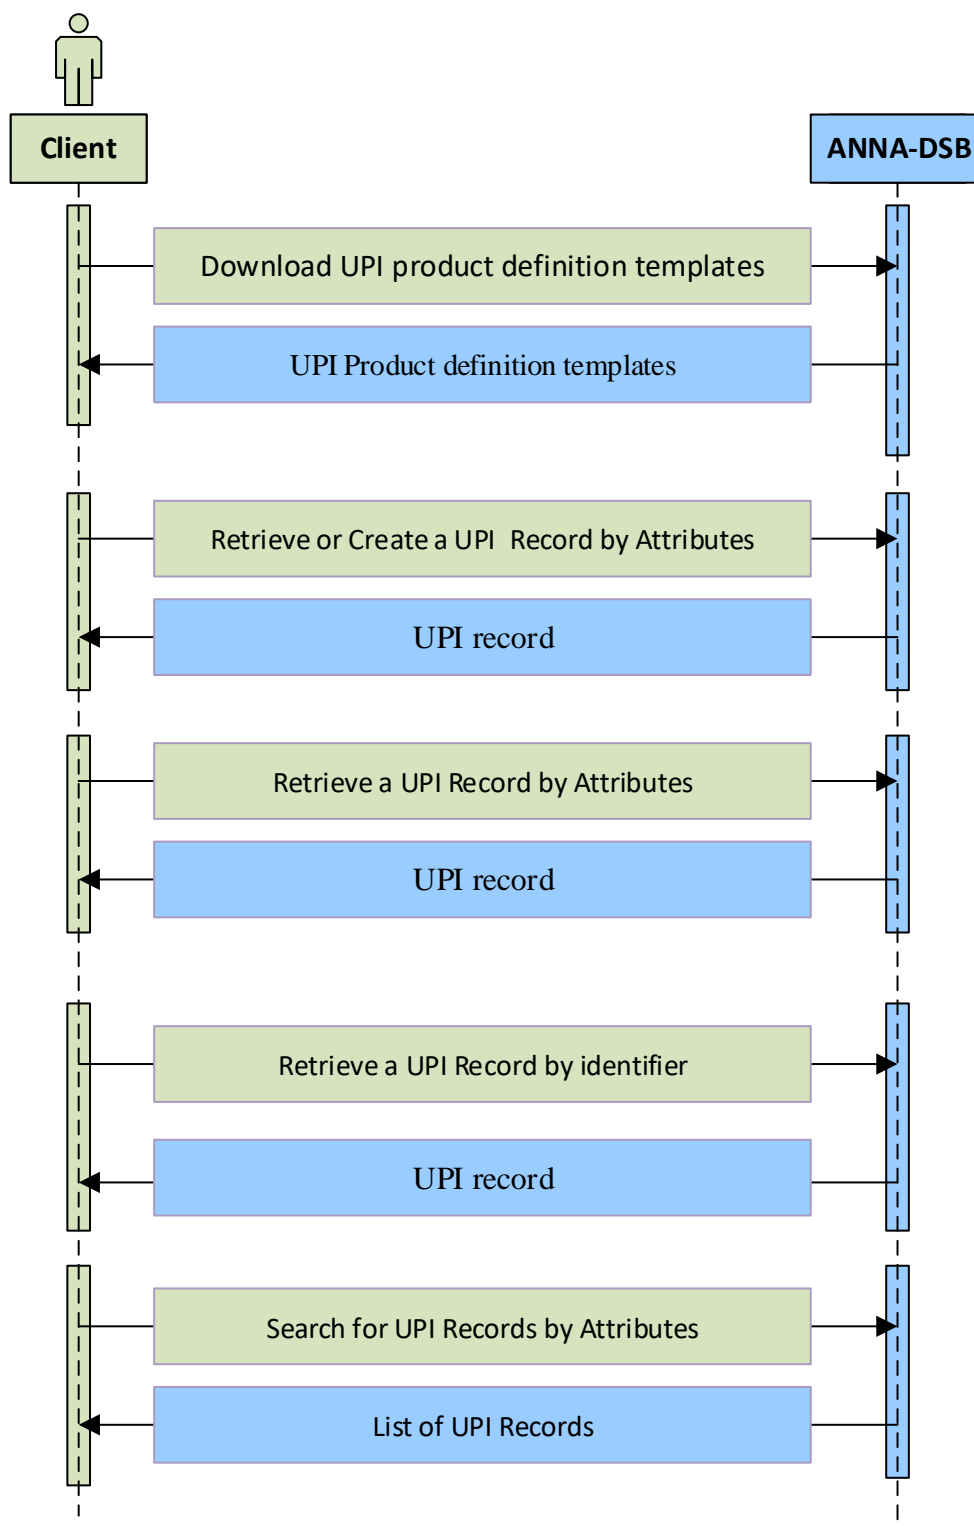 Client
ANNA-DSB
Download UPI product definition templates
UPI Product definition templates
Retrieve or Create a UPI  Record by Attributes
UPI record
Retrieve a UPI Record by Attributes
UPI record
Retrieve a UPI Record by identifier
UPI record
Search for UPI Records by Attributes
List of UPI Records